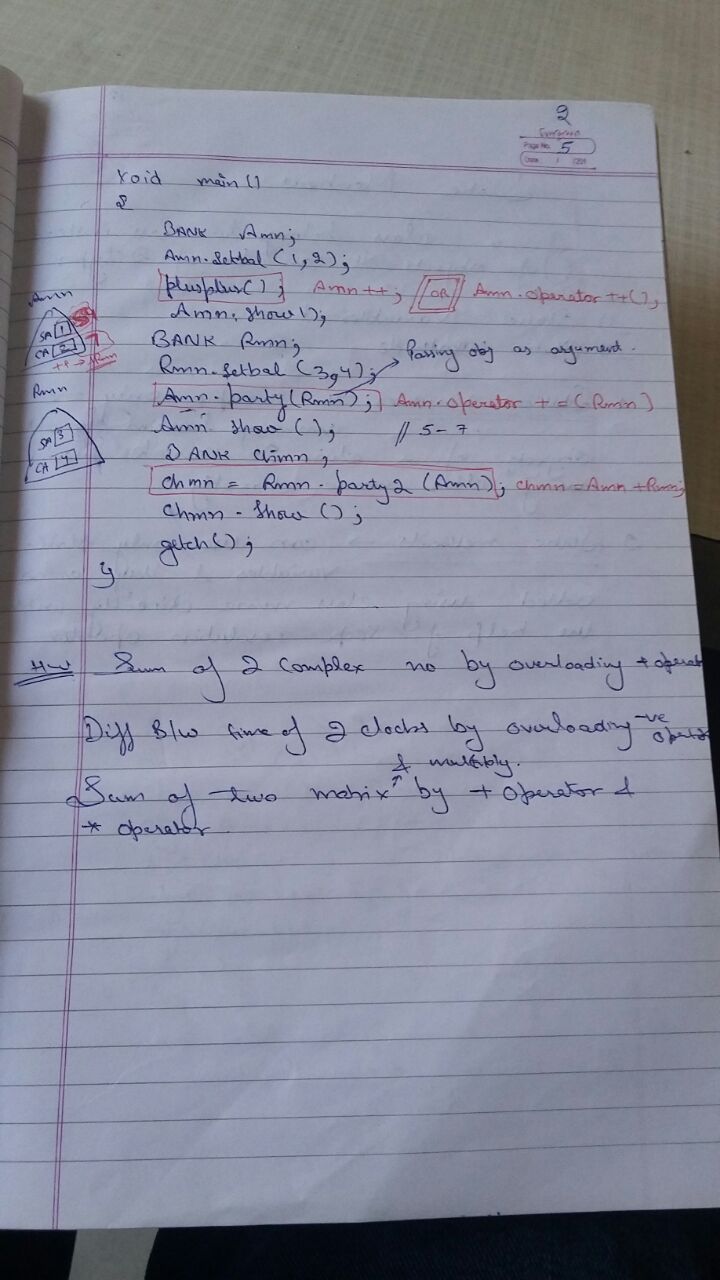 2
Evergreen
Page No. 5
Date / /201
void main()
{
BANK Amn;
Amn.Setbal (1,2);
plusplus(); Amn++; OR Amn.operator ++();
Amn.show();
BANK Rmn;
Passing obj as argument.
Rmn.Setbal (3,4);
Amn.party(Rmn); Amn.operator += (Rmn)
Amn show (); // 5-7
BANK Chmn;
Chmn = Rmn.party2 (Amn); Chmn = Amn + Rmn;
Chmn.Show ();
getch();
}
Amn
SA 1
CA 2
++ → Rmn
Rmn
SA 3
CA 4
H-W Sum of 2 Complex no by overloading + operat
Diff B/w time of 2 clocks by overloading -ve operator
& multiply.
Sum of two matrix by + operator &
* operator